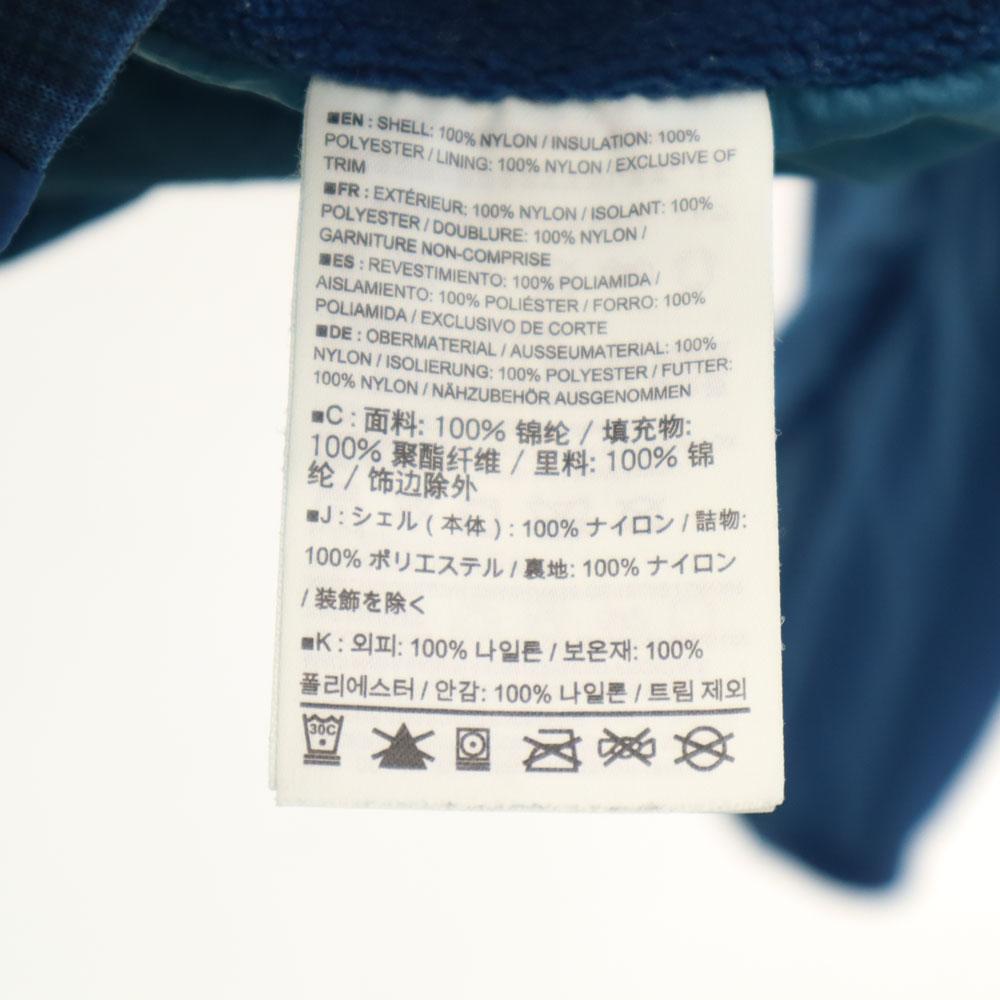 ■EN : SHELL: 100% NYLON / INSULATION: 100%
POLYESTER / LINING: 100% NYLON / EXCLUSIVE OF
TRIM
■FR : EXTÉRIEUR: 100% NYLON / ISOLANT: 100%
POLYESTER / DOUBLURE: 100% NYLON /
GARNITURE NON-COMPRISE
■ES : REVESTIMIENTO: 100% POLIAMIDA /
AISLAMIENTO: 100% POLIÉSTER / FORRO: 100%
POLIAMIDA / EXCLUSIVO DE CORTE
■DE : OBERMATERIAL / AUSSEUMATERIAL: 100%
NYLON / ISOLIERUNG: 100% POLYESTER / FUTTER:
100% NYLON / NÄHZUBEHÖR AUSGENOMMEN
■C : 面料: 100% 锦纶 / 填充物:
100% 聚酯纤维 / 里料: 100% 锦
纶 / 饰边除外
■J : シェル ( 本体 ) : 100% ナイロン / 詰物:
100% ポリエステル / 裏地: 100% ナイロン
/ 装飾を除く
■K : 외피: 100% 나일론 / 보온재: 100%
폴리에스터 / 안감: 100% 나일론 / 트림 제외
30C